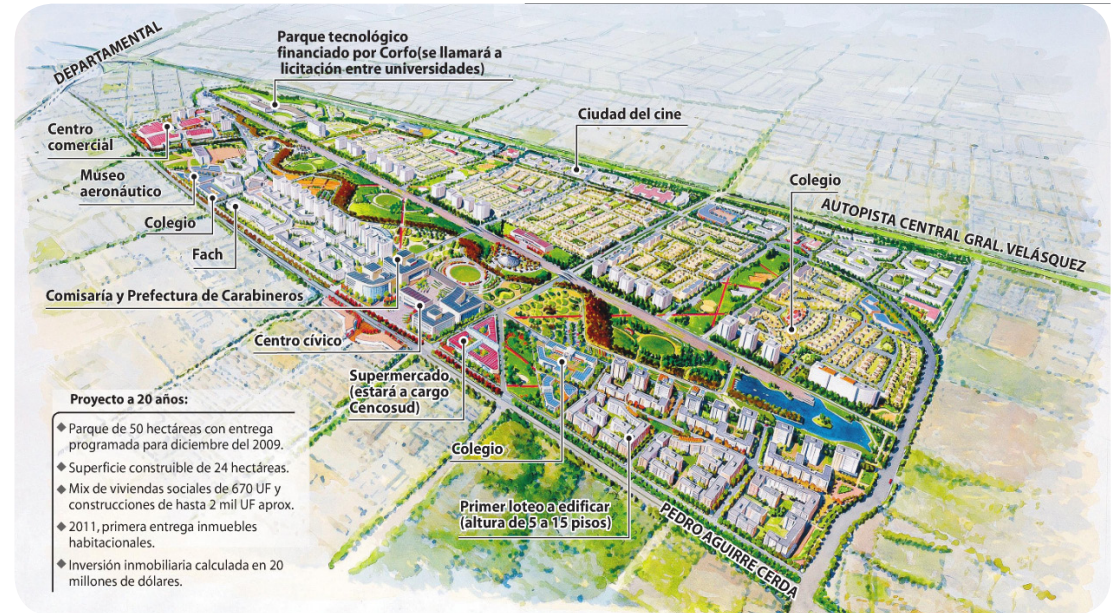 DEPARTAMENTAL
Parque tecnológico
financiado por Corfo(se llamará a
licitación entre universidades)
Ciudad del cine
Centro
comercial
Museo
aeronáutico
Colegio
Fach
Colegio
AUTOPISTA CENTRAL GRAL. VELÁSQUEZ
Comisaría y Prefectura de Carabineros
Centro cívico
Supermercado
(estará a cargo
Cencosud)
Colegio
Primer loteo a edificar
(altura de 5 a 15 pisos)
PEDRO AGUIRRE CERDA
Proyecto a 20 años:
◆ Parque de 50 hectáreas con entrega
programada para diciembre del 2009.
◆ Superficie construible de 24 hectáreas.
◆ Mix de viviendas sociales de 670 UF y
construcciones de hasta 2 mil UF aprox.
◆ 2011, primera entrega inmuebles
habitacionales.
◆ Inversión inmobiliaria calculada en 20
millones de dólares.